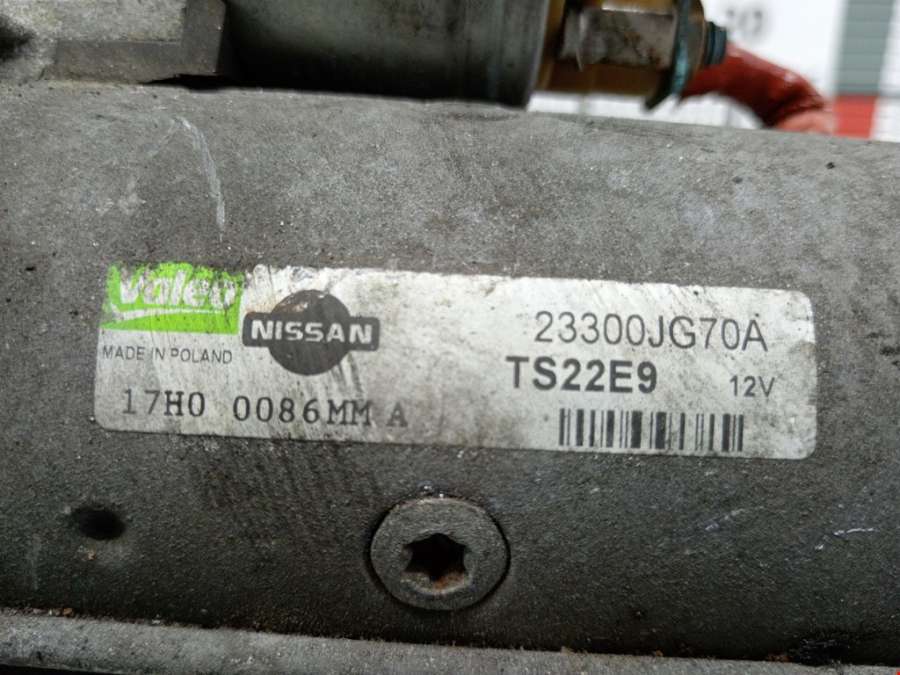 Valeo
NISSAN
23300JG70A
MADE IN POLAND
TS22E9 12V
17H0 0086MM A